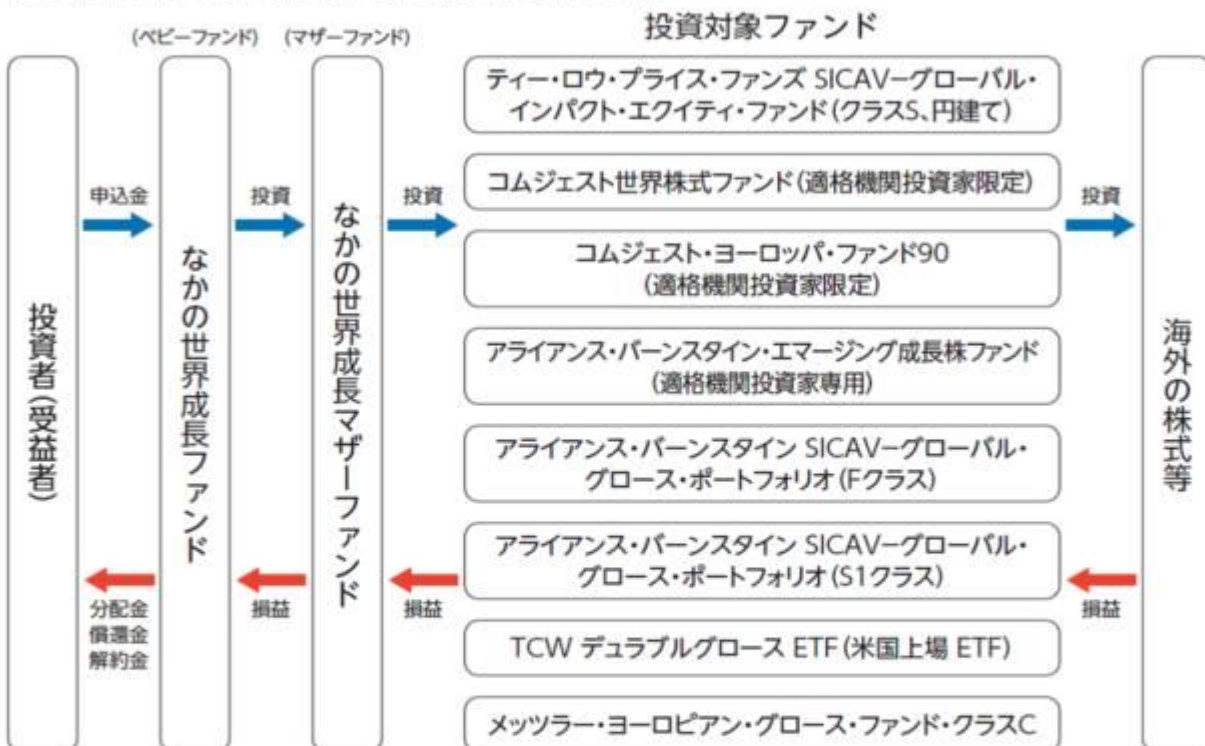 (ベビーファンド)
(マザーファンド)
投資対象ファンド
投資者(受益者)
申込金
分配金
償還金
解約金
なかの世界成長ファンド
投資
損益
なかの世界成長マザーファンド
投資
損益
ティー・ロウ・プライス・ファンズ SICAV−グローバル・
インパクト・エクイティ・ファンド(クラスS、円建て)
コムジェスト世界株式ファンド(適格機関投資家限定)
コムジェスト・ヨーロッパ・ファンド90
(適格機関投資家限定)
アライアンス・バーンスタイン・エマージング成長株ファンド
(適格機関投資家専用)
アライアンス・バーンスタイン SICAV−グローバル・
グロース・ポートフォリオ(Fクラス)
アライアンス・バーンスタイン SICAV−グローバル・
グロース・ポートフォリオ(S1クラス)
TCW デュラブルグロース ETF(米国上場 ETF)
メッツラー・ヨーロピアン・グロース・ファンド・クラスC
投資
損益
海外の株式等